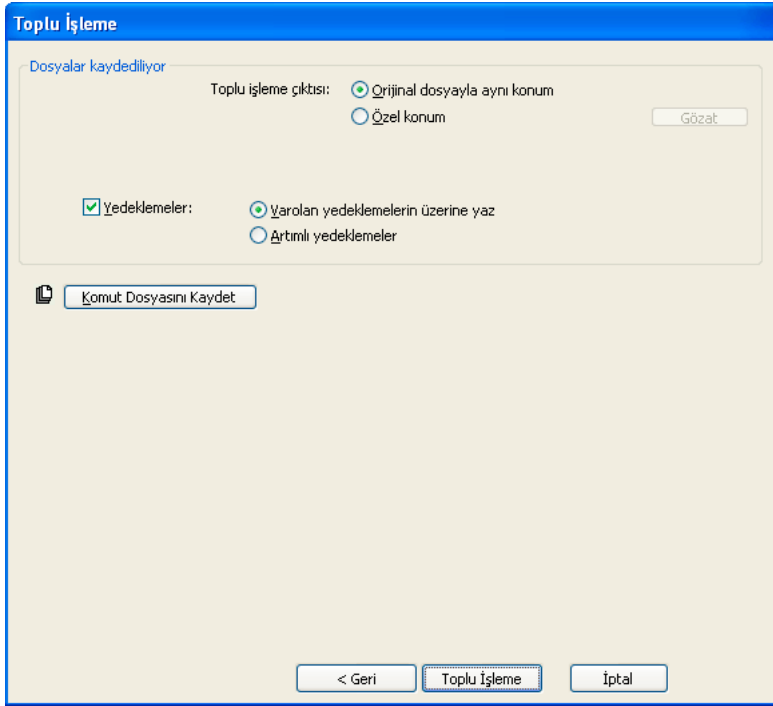 Toplu İşleme
Dosyalar kaydediliyor
Toplu işleme çıktısı: Orijinal dosyayla aynı konum
Özel konum Gözat
Yedeklemeler: Varolan yedeklemelerin üzerine yaz
Artımlı yedeklemeler
Komut Dosyasını Kaydet
< Geri Toplu İşleme İptal